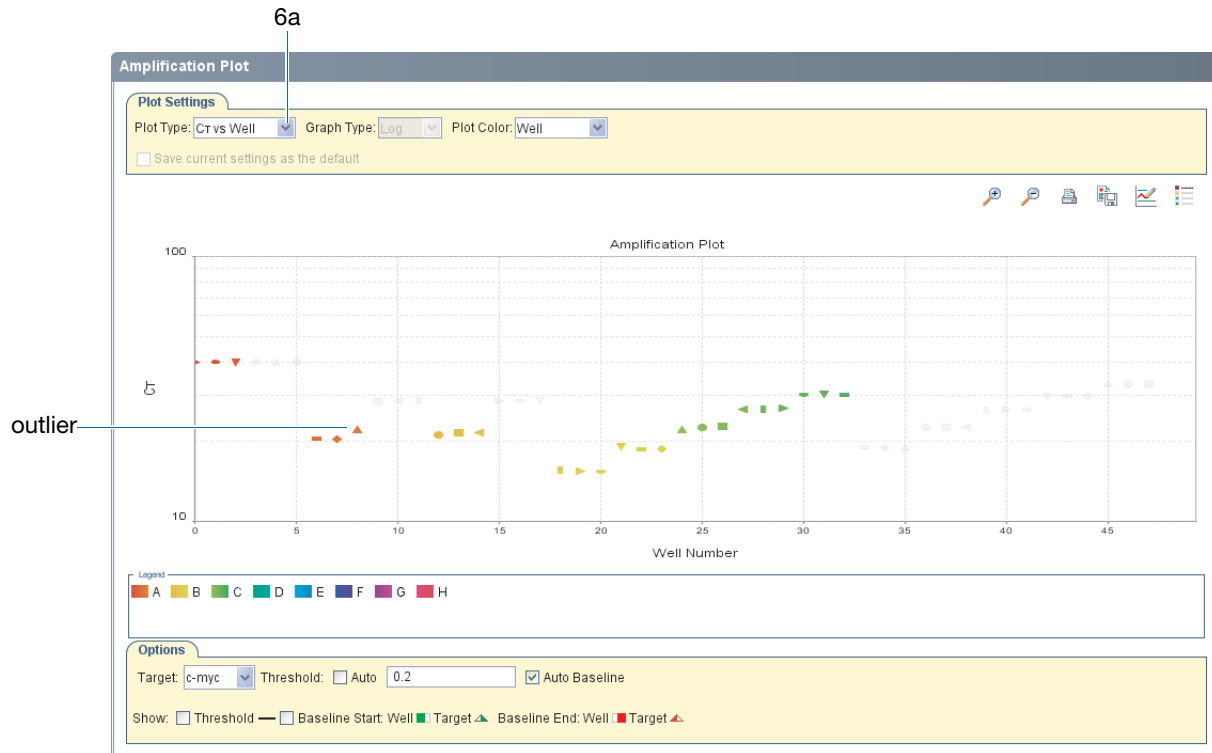 6a
Amplification Plot
Plot Settings
Plot Type: CT vs Well Graph Type: Log Plot Color: Well
Save current settings as the default
Amplification Plot
100
CT
outlier
10
0 5 10 15 20 25 30 35 40 45
Well Number
Legend
A B C D E F G H
Options
Target: c-myc Threshold: Auto 0.2 Auto Baseline
Show: Threshold Baseline Start: Well Target Baseline End: Well Target